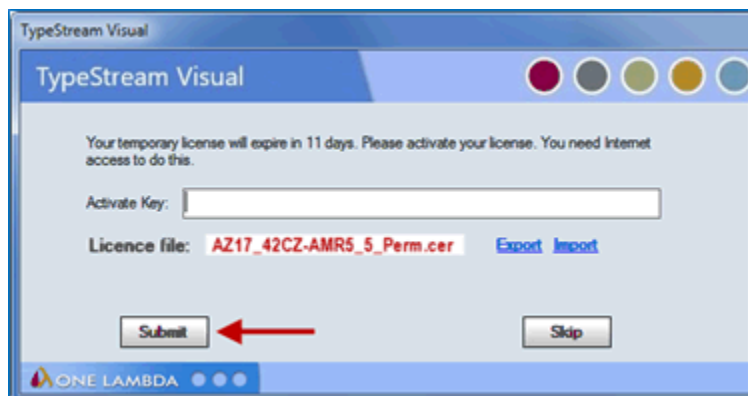 TypeStream Visual
TypeStream Visual
Your temporary license will expire in 11 days. Please activate your license. You need Internet
access to do this.
Activate Key:
Licence file: AZ17_42CZ-AMR5_5_Perm.cer Export Import
Submit Skip
ONE LAMBDA